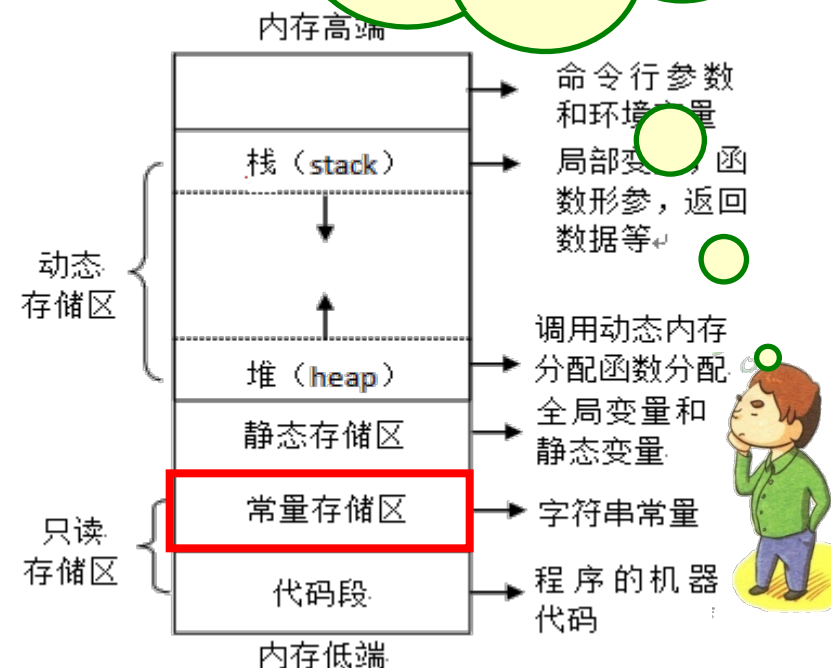 内存高端
命令行参数
和环境变量
栈（stack）
局部变，函
数形参，返回
数据等
动态
存储区
调用动态内存
分配函数分配
堆（heap）
全局变量和
静态变量
静态存储区
常量存储区
字符串常量
只读
存储区
代码段
程序的机器
代码
内存低端